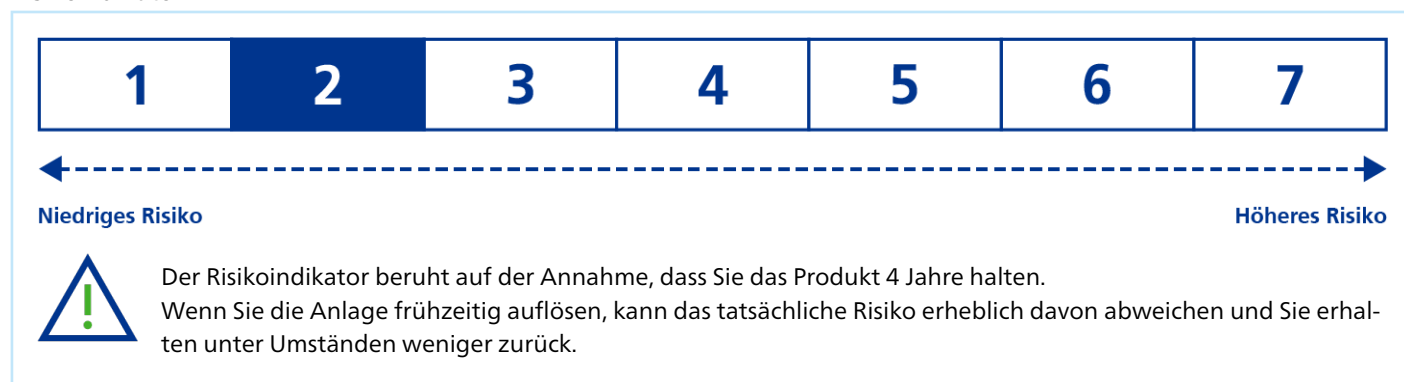 1 2 3 4 5 6 7
Niedriges Risiko Höheres Risiko
Der Risikoindikator beruht auf der Annahme, dass Sie das Produkt 4 Jahre halten.
Wenn Sie die Anlage frühzeitig auflösen, kann das tatsächliche Risiko erheblich davon abweichen und Sie erhal-
ten unter Umständen weniger zurück.